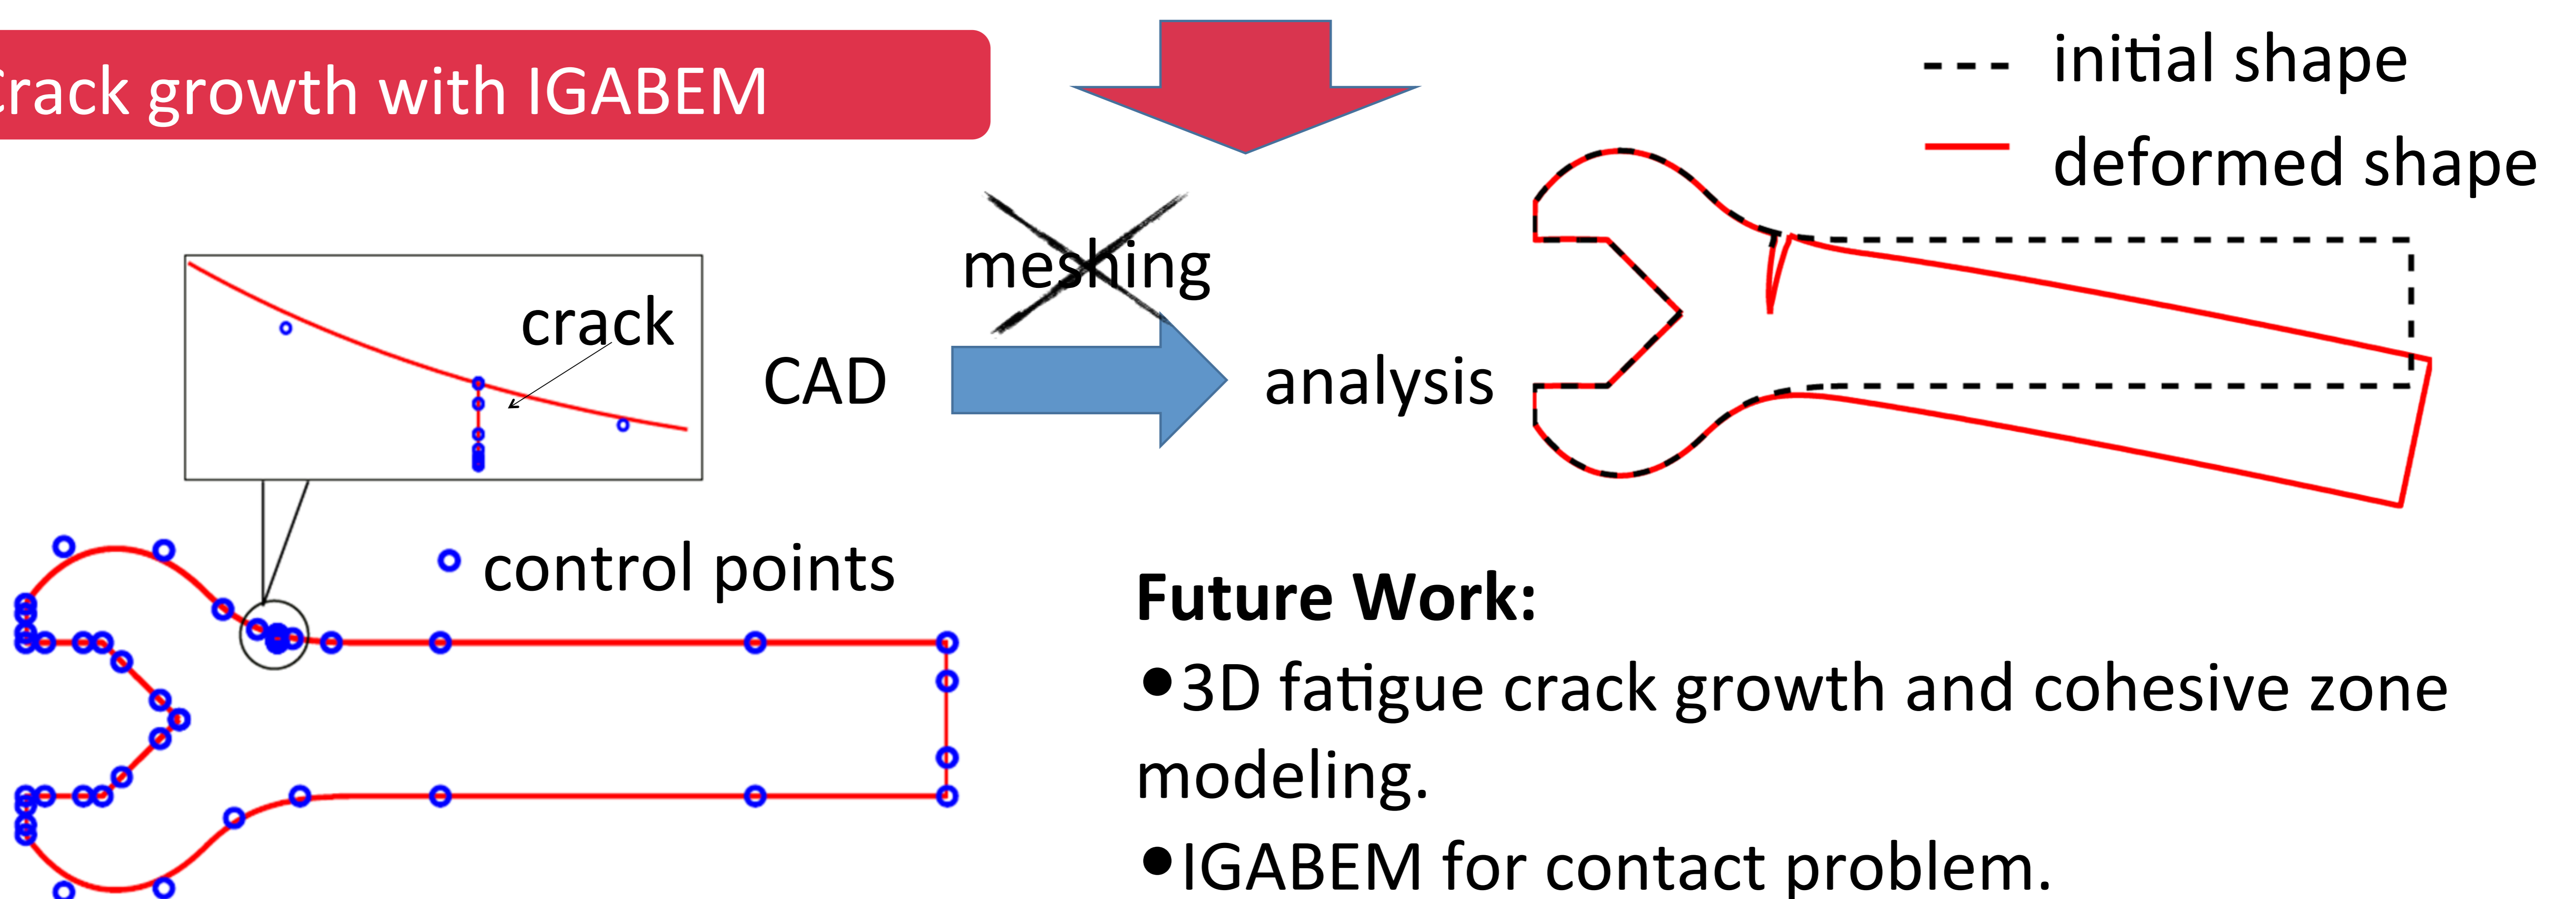 Crack growth with IGABEM
initial shape
deformed shape
meshing
crack
CAD
analysis
control points
Future Work:
•3D fatigue crack growth and cohesive zone
modeling.
•IGABEM for contact problem.